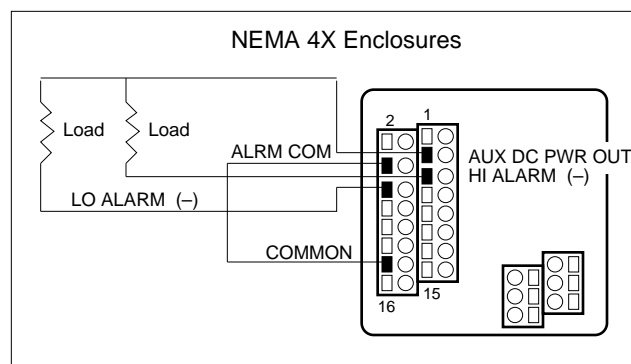 NEMA 4X Enclosures
2
1
Load
Load
ALRM COM
AUX DC PWR OUT
HI ALARM (–)
LO ALARM (–)
COMMON
15
16